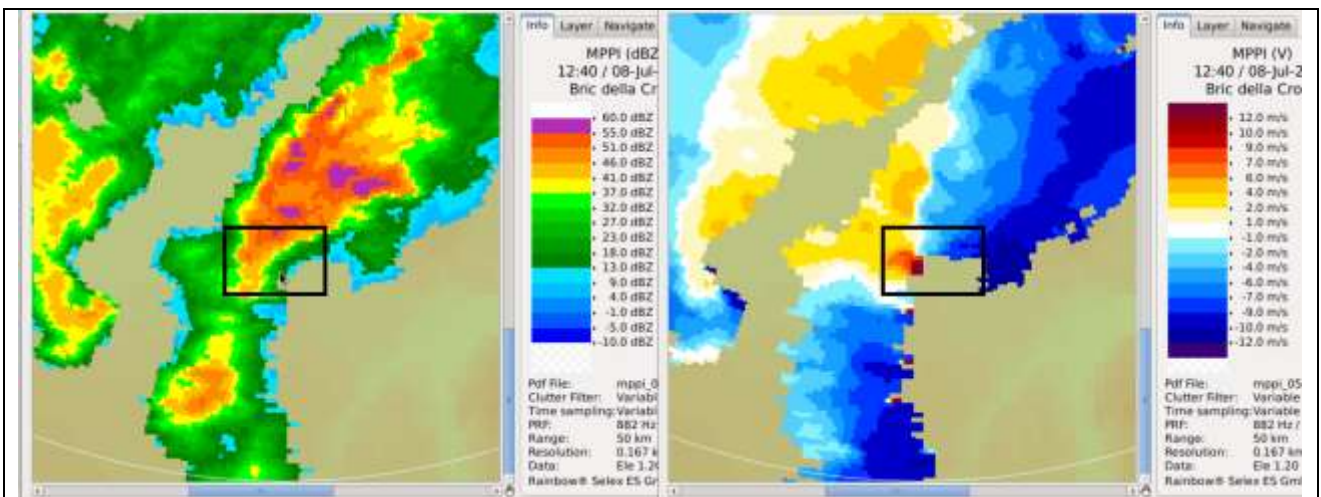 Info Layer Navigate
MPPI (dBZ
12:40 / 08-Jul-
Bric della Cr
60.0 dBZ
55.0 dBZ
51.0 dBZ
46.0 dBZ
41.0 dBZ
37.0 dBZ
32.0 dBZ
27.0 dBZ
23.0 dBZ
18.0 dBZ
13.0 dBZ
9.0 dBZ
4.0 dBZ
-1.0 dBZ
-5.0 dBZ
-10.0 dBZ
Pdf File: mppi_0
Clutter Filter: Variabl
Time sampling: Variabl
PRF: 882 Hz
Range: 50 km
Resolution: 0.167 k
Data: Ele 1.20
Rainbow® Selex ES Gr
Info Layer Navigate
MPPI (V)
12:40 / 08-Jul-2
Bric della Cro
12.0 m/s
10.0 m/s
9.0 m/s
7.0 m/s
6.0 m/s
4.0 m/s
2.0 m/s
1.0 m/s
-1.0 m/s
-2.0 m/s
-4.0 m/s
-6.0 m/s
-7.0 m/s
-9.0 m/s
-10.0 m/s
-12.0 m/s
Pdf File: mppi_05
Clutter Filter: Variable
Time sampling: Variable
PRF: 882 Hz /
Range: 50 km
Resolution: 0.167 k
Data: Ele 1.20
Rainbow® Selex ES Gm